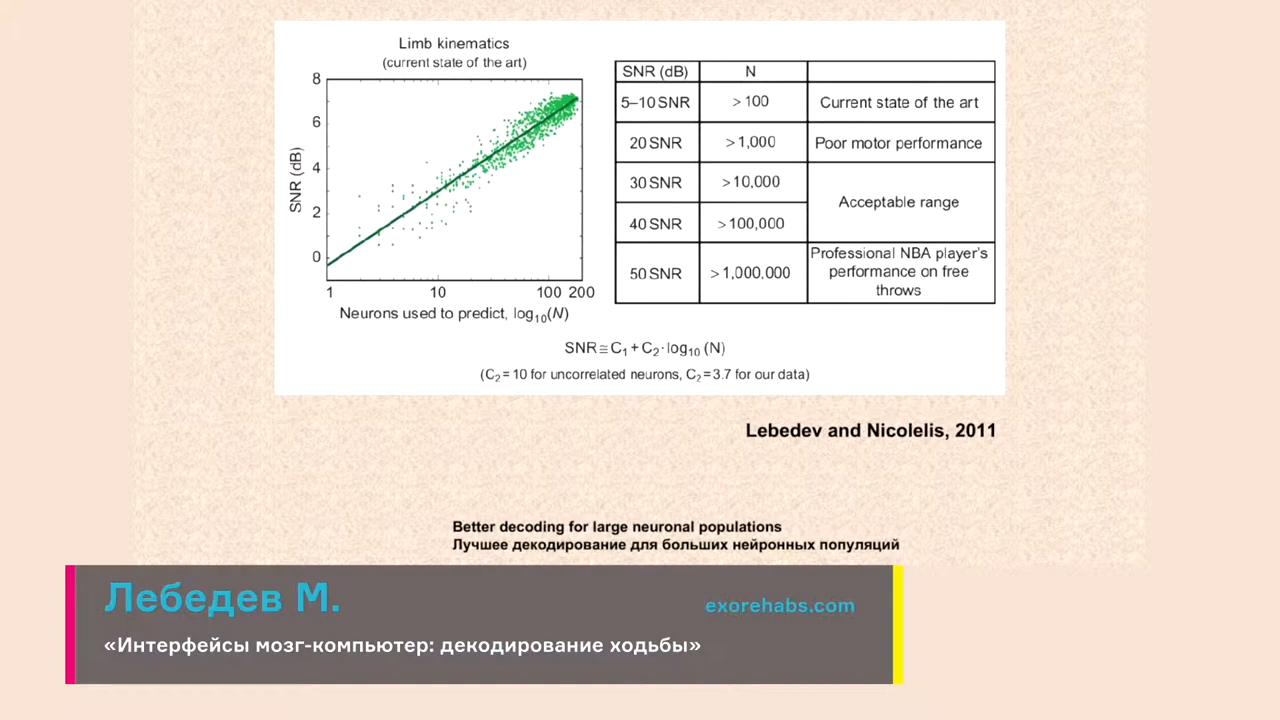 Limb kinematics
(current state of the art)
8
6
4
2
0
SNR (dB)
1 10 100 200
Neurons used to predict, log₁₀(N)
SNR (dB) N
5–10 SNR >100 Current state of the art
20 SNR >1,000 Poor motor performance
30 SNR >10,000
Acceptable range
40 SNR >100,000
Professional NBA player's
50 SNR >1,000,000 performance on free
throws
SNR≅C₁+C₂·log₁₀ (N)
(C₂=10 for uncorrelated neurons, C₂=3.7 for our data)
Lebedev and Nicolelis, 2011
Better decoding for large neuronal populations
Лучшее декодирование для больших нейронных популяций
Лебедев М.
exorehabs.com
«Интерфейсы мозг-компьютер: декодирование ходьбы»